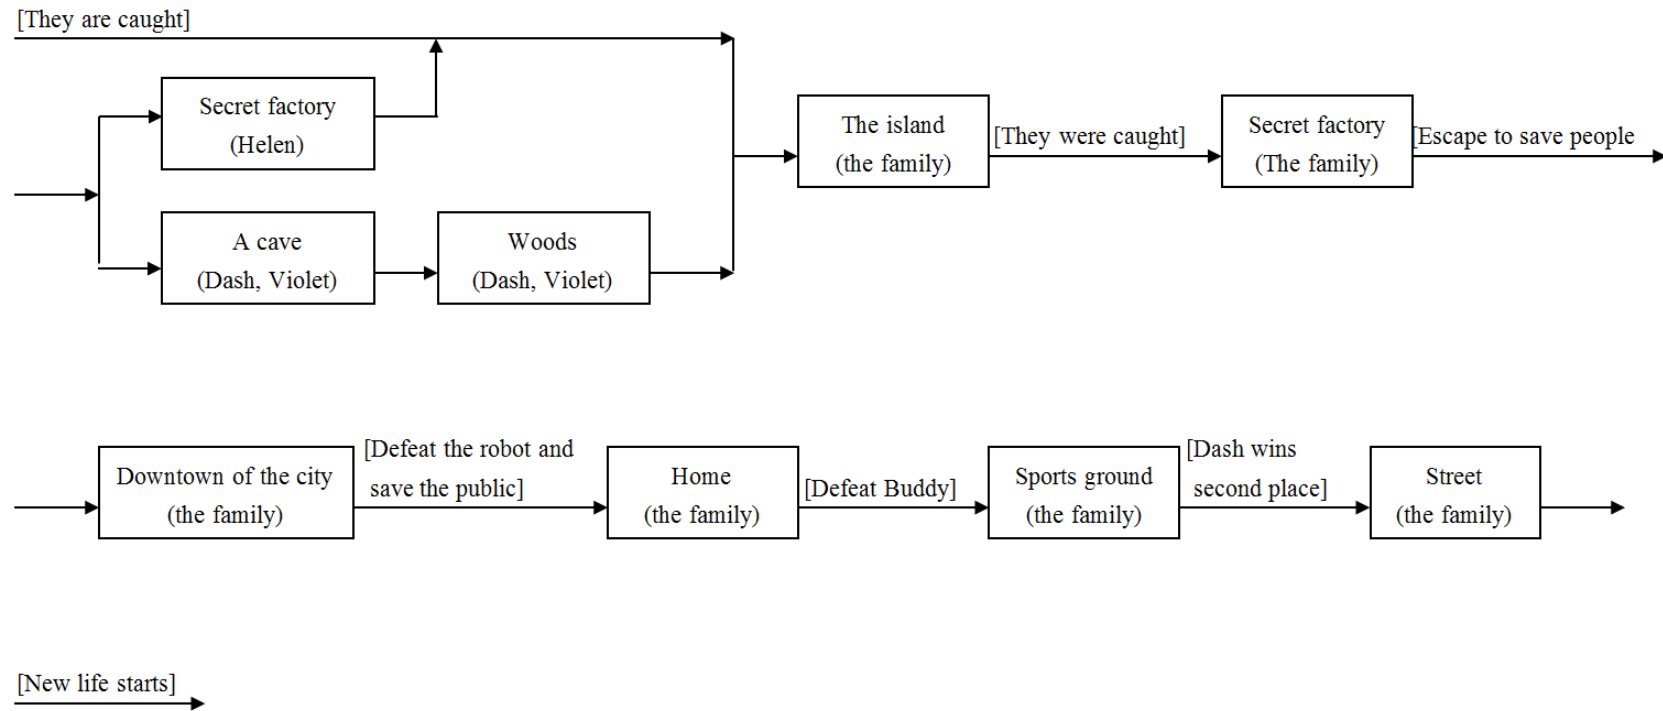 [They are caught]
Secret factory
(Helen)
A cave
(Dash, Violet)
Woods
(Dash, Violet)
The island
(the family)
[They were caught]
Secret factory
(The family)
[Escape to save people
Downtown of the city
(the family)
[Defeat the robot and
save the public]
Home
(the family)
[Defeat Buddy]
Sports ground
(the family)
[Dash wins
second place]
Street
(the family)
[New life starts]